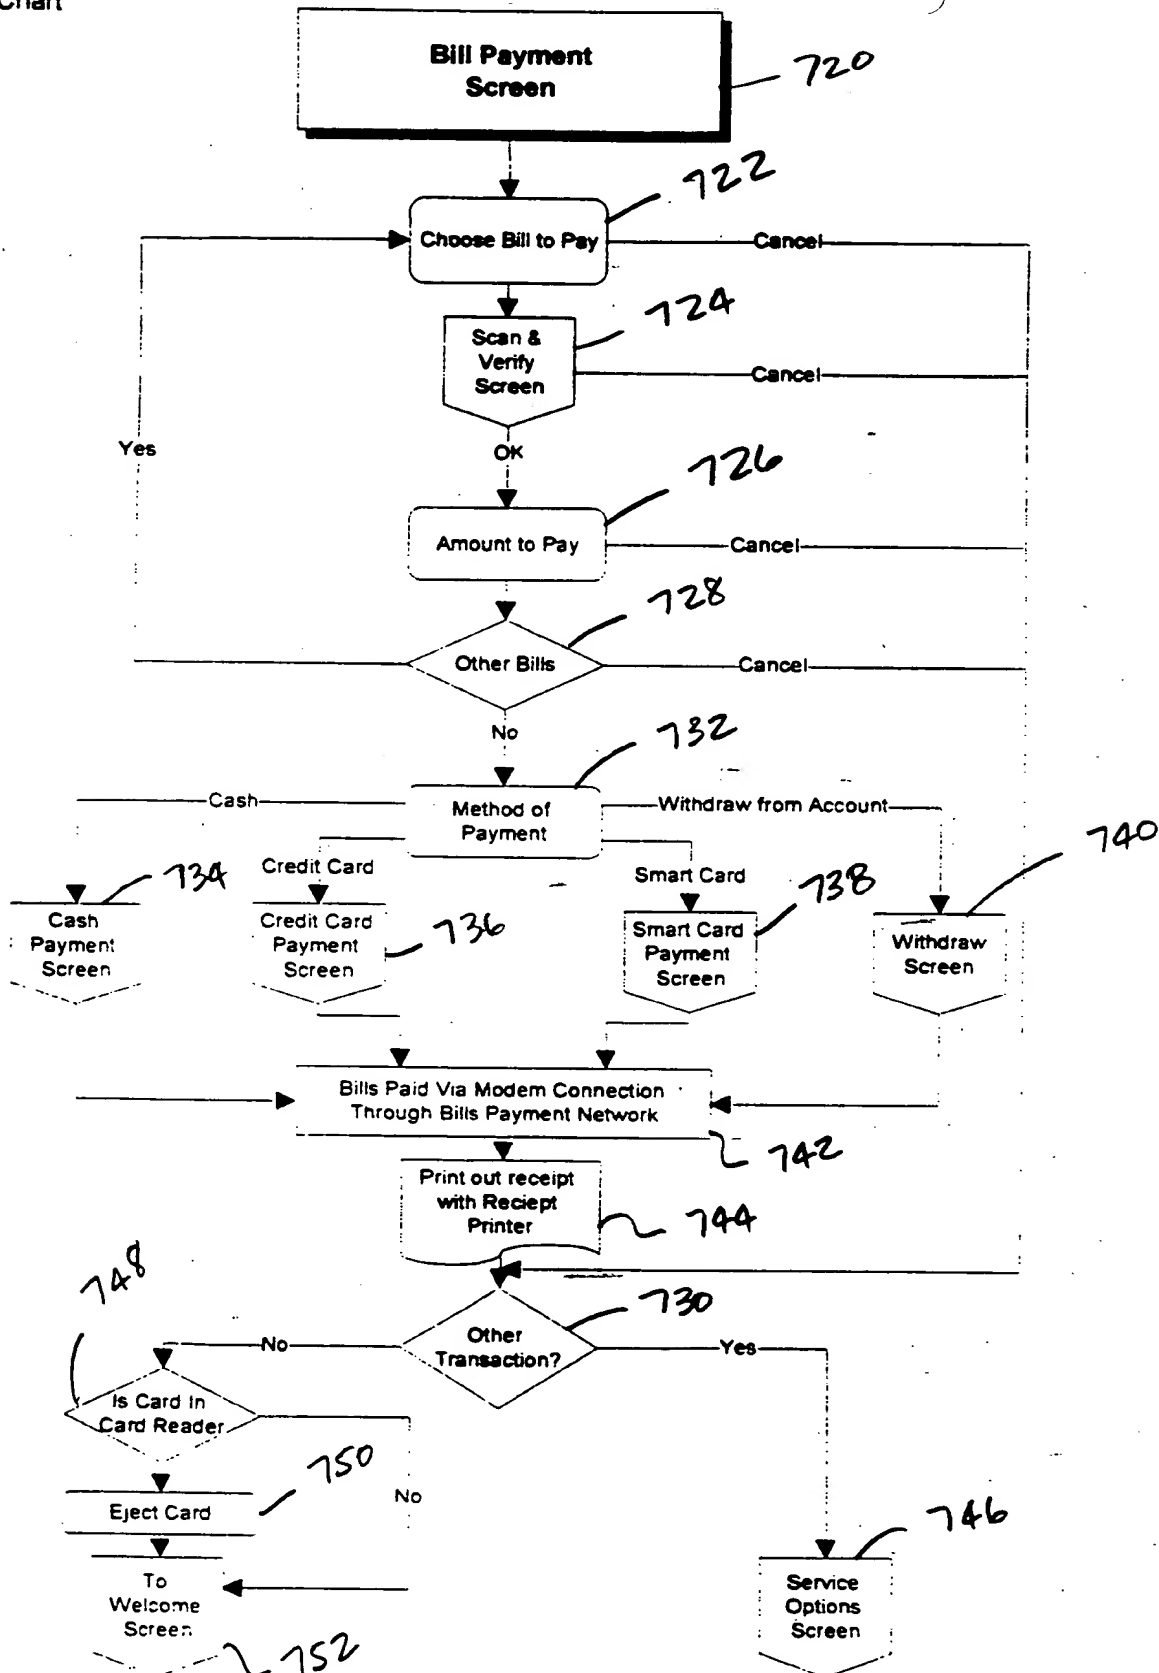 Chart
Bill Payment
Screen
720
722
Choose Bill to Pay
Cancel
724
Scan &
Verify
Screen
Cancel
Yes
OK
726
Amount to Pay
Cancel
728
Other Bills
Cancel
No
732
Cash
Method of
Payment
Withdraw from Account
740
734
Credit Card
Smart Card
738
Cash
Payment
Screen
Credit Card
Payment
Screen
736
Smart Card
Payment
Screen
Withdraw
Screen
Bills Paid Via Modem Connection
Through Bills Payment Network
742
Print out receipt
with Reciept
Printer
744
748
730
Other
Transaction?
No
Yes
Is Card In
Card Reader
750
Eject Card
No
746
To
Welcome
Screen
752
Service
Options
Screen